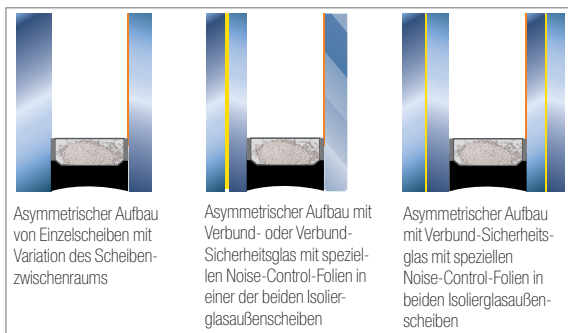 Asymmetrischer Aufbau
von Einzelscheiben mit
Variation des Scheiben-
zwischenraums
Asymmetrischer Aufbau mit
Verbund- oder Verbund-
Sicherheitsglas mit speziel-
len Noise-Control-Folien in
einer der beiden Isolier-
glasaußenscheiben
Asymmetrischer Aufbau
mit Verbund-Sicherheits-
glas mit speziellen
Noise-Control-Folien in
beiden Isolierglasaußen-
scheiben